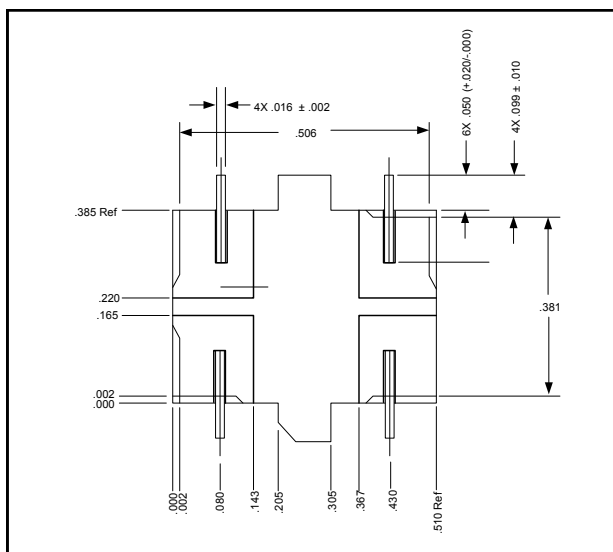 6X .050 (+.020/-.000)
4X .099 ± .010
4X .016 ± .002
.506
.385 Ref
.220
.165
.381
.002
.000
.000
.002
.080
.143
.205
.305
.367
.430
.510 Ref